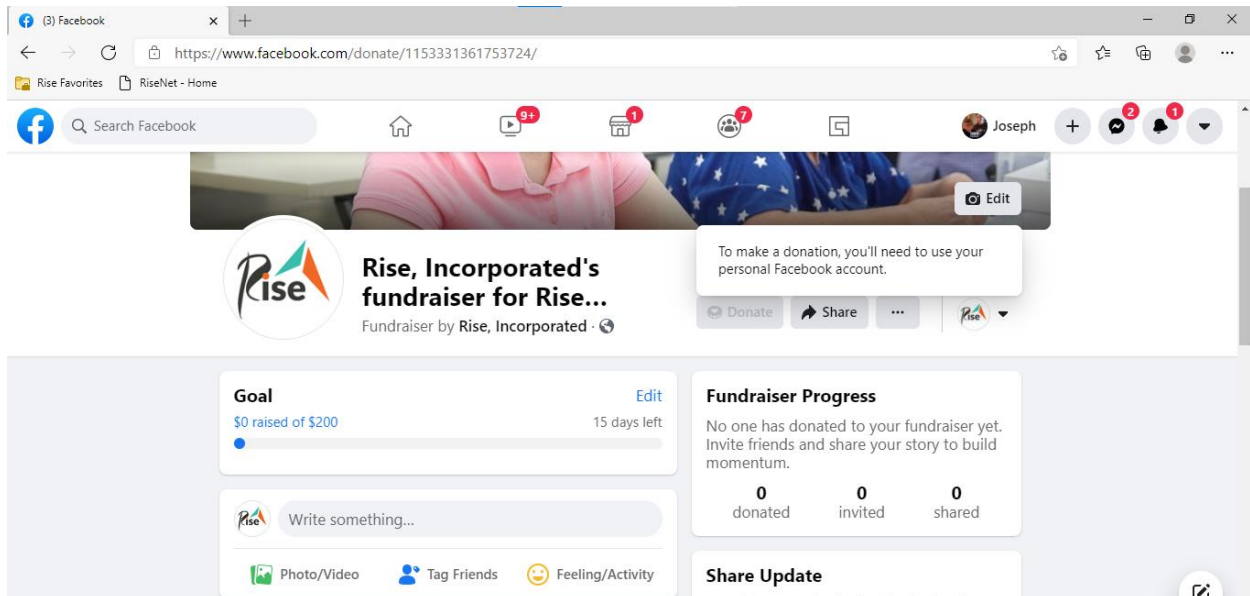 (3) Facebook
https://www.facebook.com/donate/1153331361753724/
Rise Favorites RiseNet - Home
Search Facebook
9+
1
7
Joseph
2
1
Edit
To make a donation, you'll need to use your
personal Facebook account.
Rise
Rise, Incorporated's
fundraiser for Rise...
Fundraiser by Rise, Incorporated ·
Donate
Share
...
Rise
Goal
Edit
$0 raised of $200
15 days left
Fundraiser Progress
No one has donated to your fundraiser yet.
Invite friends and share your story to build
momentum.
0 0 0
donated invited shared
Rise
Write something...
Photo/Video Tag Friends Feeling/Activity
Share Update